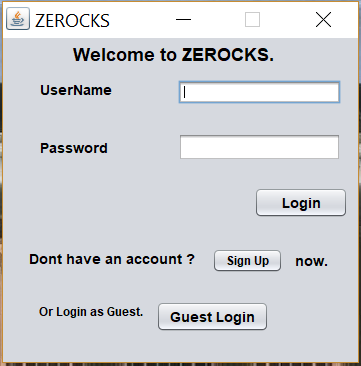 ZEROCKS
Welcome to ZEROCKS.
UserName
Password
Login
Dont have an account ? Sign Up now.
Or Login as Guest. Guest Login